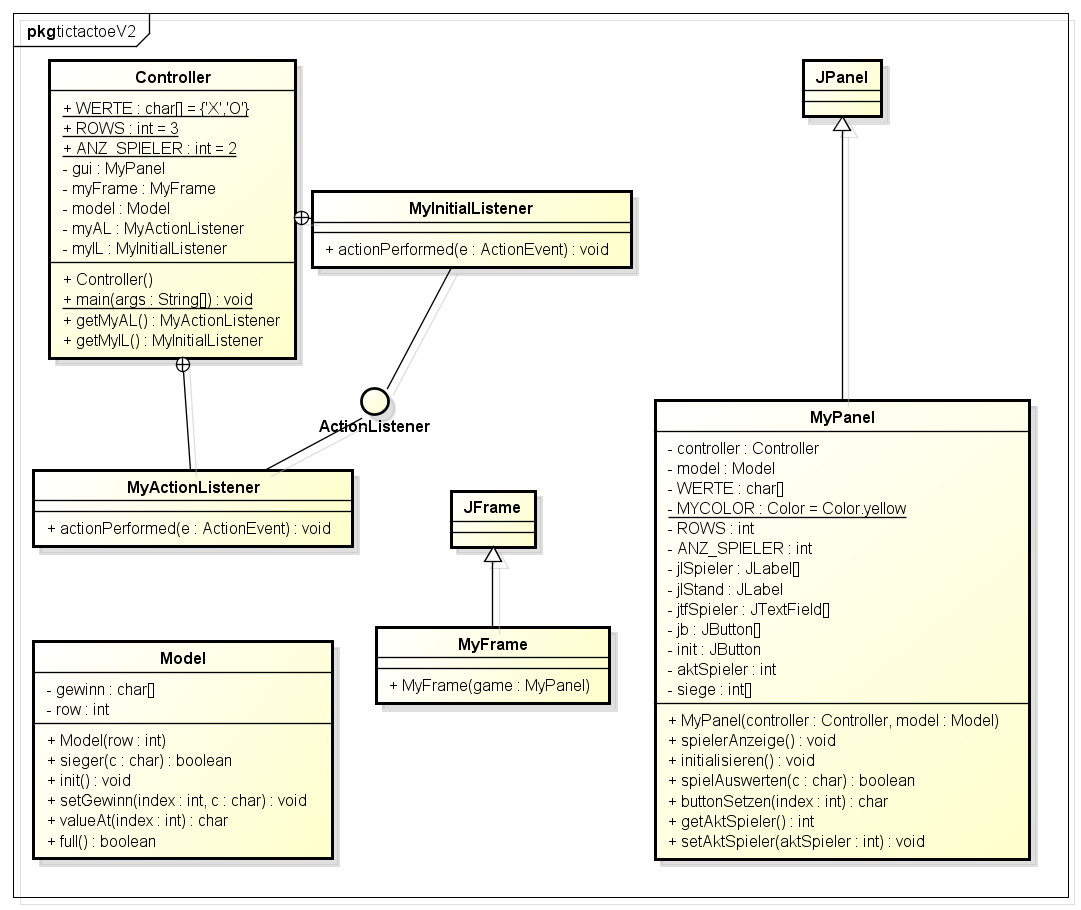 pkg tictactoeV2
Controller
+ WERTE : char[] = {'X','O'}
+ ROWS : int = 3
+ ANZ_SPIELER : int = 2
- gui : MyPanel
- myFrame : MyFrame
- model : Model
- myAL : MyActionListener
- myIL : MyInitialListener
+ Controller()
+ main(args : String[]) : void
+ getMyAL() : MyActionListener
+ getMyIL() : MyInitialListener
MyInitialListener
+ actionPerformed(e : ActionEvent) : void
ActionListener
MyActionListener
+ actionPerformed(e : ActionEvent) : void
JFrame
MyFrame
+ MyFrame(game : MyPanel)
Model
- gewinn : char[]
- row : int
+ Model(row : int)
+ sieger(c : char) : boolean
+ init() : void
+ setGewinn(index : int, c : char) : void
+ valueAt(index : int) : char
+ full() : boolean
JPanel
MyPanel
- controller : Controller
- model : Model
- WERTE : char[]
- MYCOLOR : Color = Color.yellow
- ROWS : int
- ANZ_SPIELER : int
- jlSpieler : JLabel[]
- jlStand : JLabel
- jtfSpieler : JTextField[]
- jb : JButton[]
- init : JButton
- aktSpieler : int
- siege : int[]
+ MyPanel(controller : Controller, model : Model)
+ spielerAnzeige() : void
+ initialisieren() : void
+ spielAuswerten(c : char) : boolean
+ buttonSetzen(index : int) : char
+ getAktSpieler() : int
+ setAktSpieler(aktSpieler : int) : void